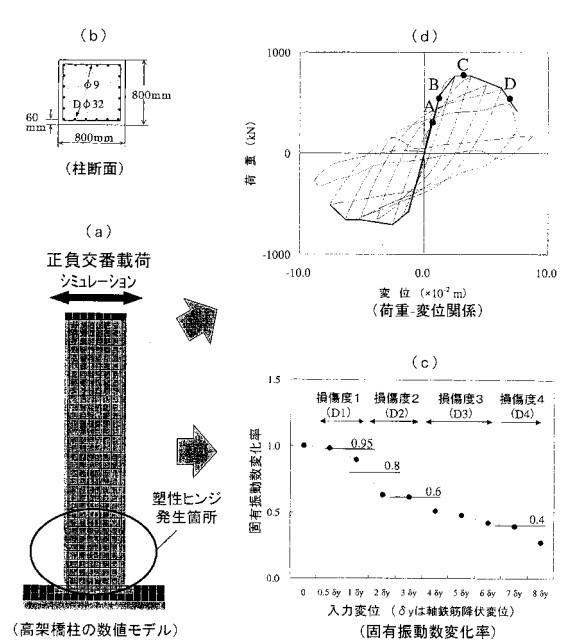 (b)
φ9
Dφ32
800mm
60
mm
800mm
(柱断面)
(a)
正負交番載荷
シミュレーション
塑性ヒンジ
発生箇所
(高架橋柱の数値モデル)
(d)
1000
C
B
D
A
荷重 (kN)
0
-1000
-10.0
0.0
10.0
変位 (×10⁻² m)
(荷重-変位関係)
(c)
1.5
損傷度1
損傷度2
損傷度3
損傷度4
(D1)
(D2)
(D3)
(D4)
1.0
0.95
0.8
0.6
0.5
0.4
0.0
固有振動数変化率
0
0.5 δy
1 δy
2 δy
3 δy
4 δy
5 δy
6 δy
7 δy
8 δy
入力変位 (δyは軸鉄筋降伏変位)
(固有振動数変化率)